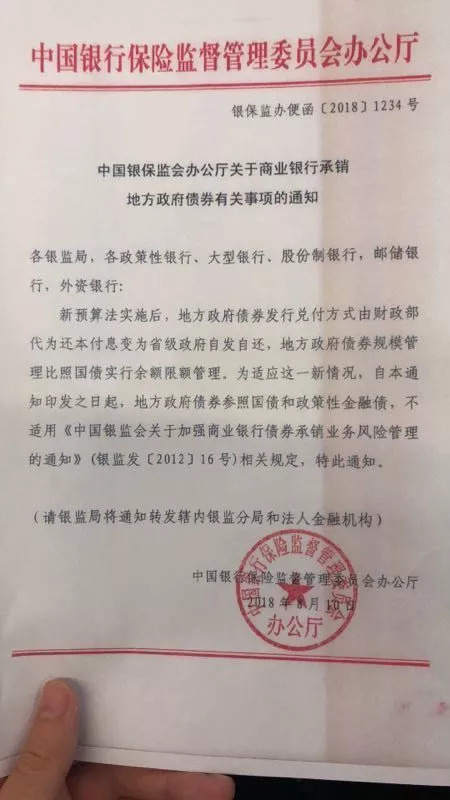 中国银行保险监督管理委员会办公厅
银保监办便函〔2018〕1234号
中国银保监会办公厅关于商业银行承销
地方政府债券有关事项的通知
各银监局，各政策性银行、大型银行、股份制银行，邮储银
行，外资银行：
新预算法实施后，地方政府债券发行兑付方式由财政部
代为还本付息变为省级政府自发自还，地方政府债券规模管
理比照国债实行余额限额管理。为适应这一新情况，自本通
知印发之日起，地方政府债券参照国债和政策性金融债，不
适用《中国银监会关于加强商业银行债券承销业务风险管理
的通知》(银监发〔2012〕16号)相关规定，特此通知。
(请银监局将通知转发辖内银监分局和法人金融机构)
中国银行保险监督管理委员会办公厅
2018年8月10日
中国银行保险监督管理委员会
办公厅